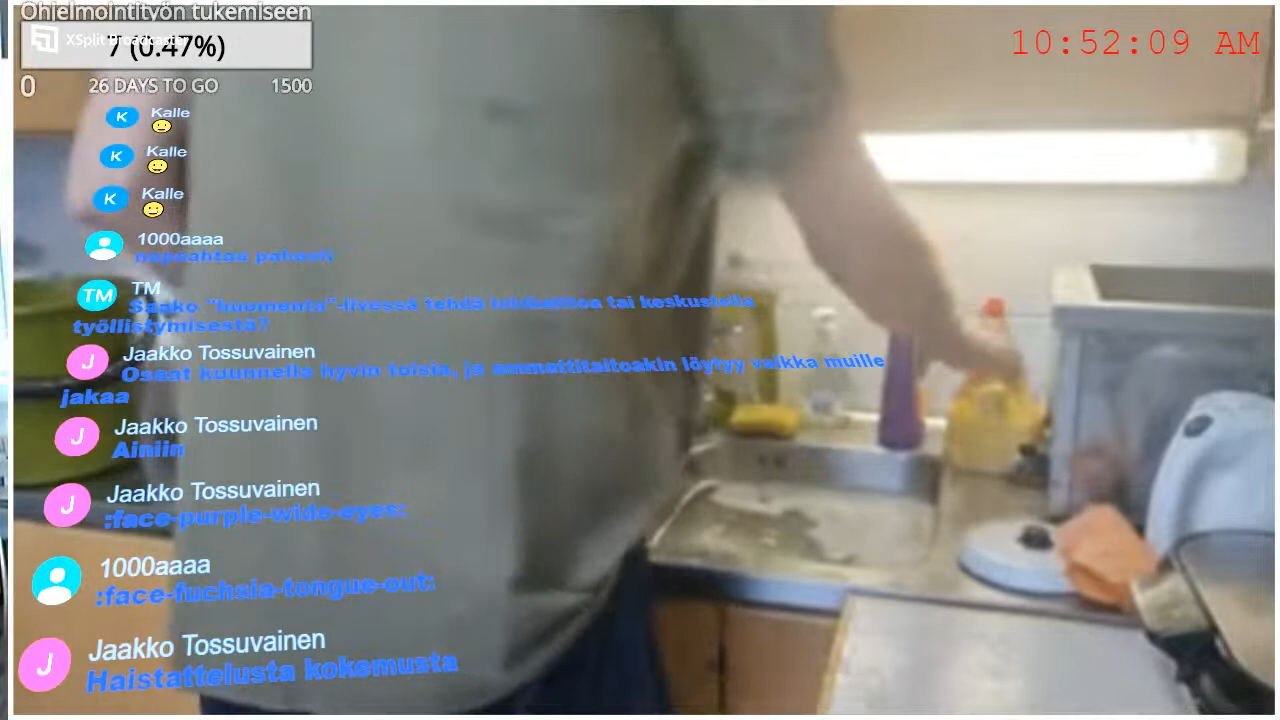 Ohjelmointityön tukemiseen
XSplit Broadcaster
7 (0.47%)
0 26 DAYS TO GO 1500
10:52:09 AM
K Kalle
K Kalle
K Kalle
1000aaaa
napsahtaa pahasti
TM TM
Saako "huomenta"-livessä tehdä tai keskustella
työllistymisestä?
J Jaakko Tossuvainen
Osaat kuunnella hyvin toisia, ja ammattitaitoakin löytyy vaikka muille
jakaa
J Jaakko Tossuvainen
Ainiin
J Jaakko Tossuvainen
:face-purple-wide-eyes:
1000aaaa
:face-fuchsia-tongue-out:
J Jaakko Tossuvainen
Haistattelusta kokemusta